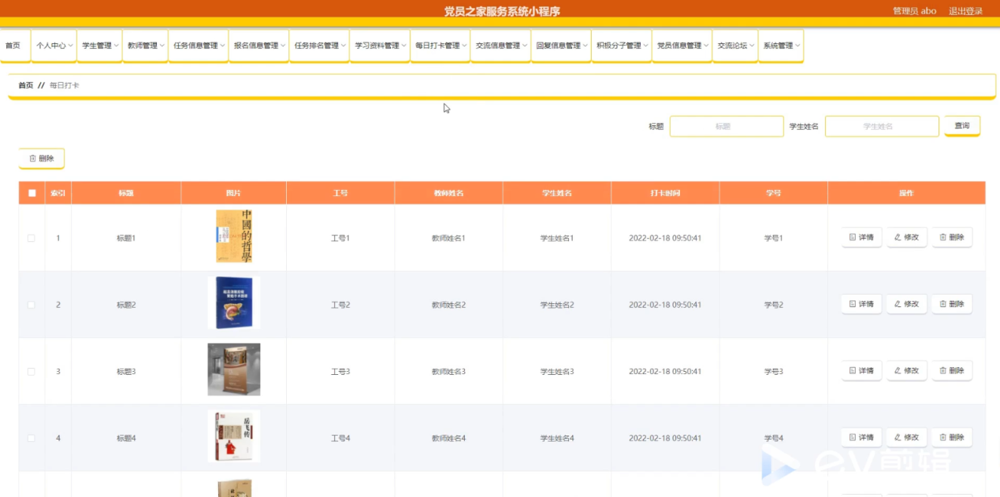 党员之家服务系统小程序
管理员 abo 退出登录
首页 个人中心 学生管理 教师管理 任务信息管理 报名信息管理 任务排名管理 学习资料管理 每日打卡管理 交流信息管理 回复信息管理 积极分子管理 党员信息管理 交流论坛 系统管理
首页 // 每日打卡
标题 标题 学生姓名 学生姓名 查询
删除
索引 标题 图片 工号 教师姓名 学生姓名 打卡时间 学号 操作
中國的哲學
1 标题1 工号1 教师姓名1 学生姓名1 2022-02-18 09:50:41 学号1 详情 修改 删除
2 标题2 工号2 教师姓名2 学生姓名2 2022-02-18 09:50:41 学号2 详情 修改 删除
3 标题3 工号3 教师姓名3 学生姓名3 2022-02-18 09:50:41 学号3 详情 修改 删除
岳飞传
4 标题4 工号4 教师姓名4 学生姓名4 2022-02-18 09:50:41 学号4 详情 修改 删除
ev剪辑